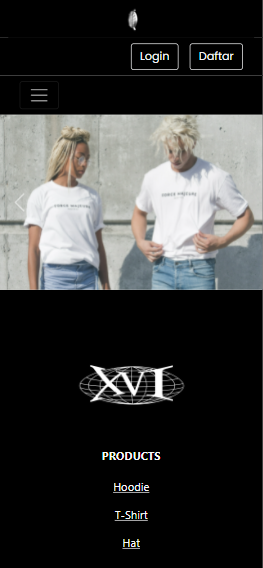 Login Daftar
XVI
PRODUCTS
Hoodie
T-Shirt
Hat